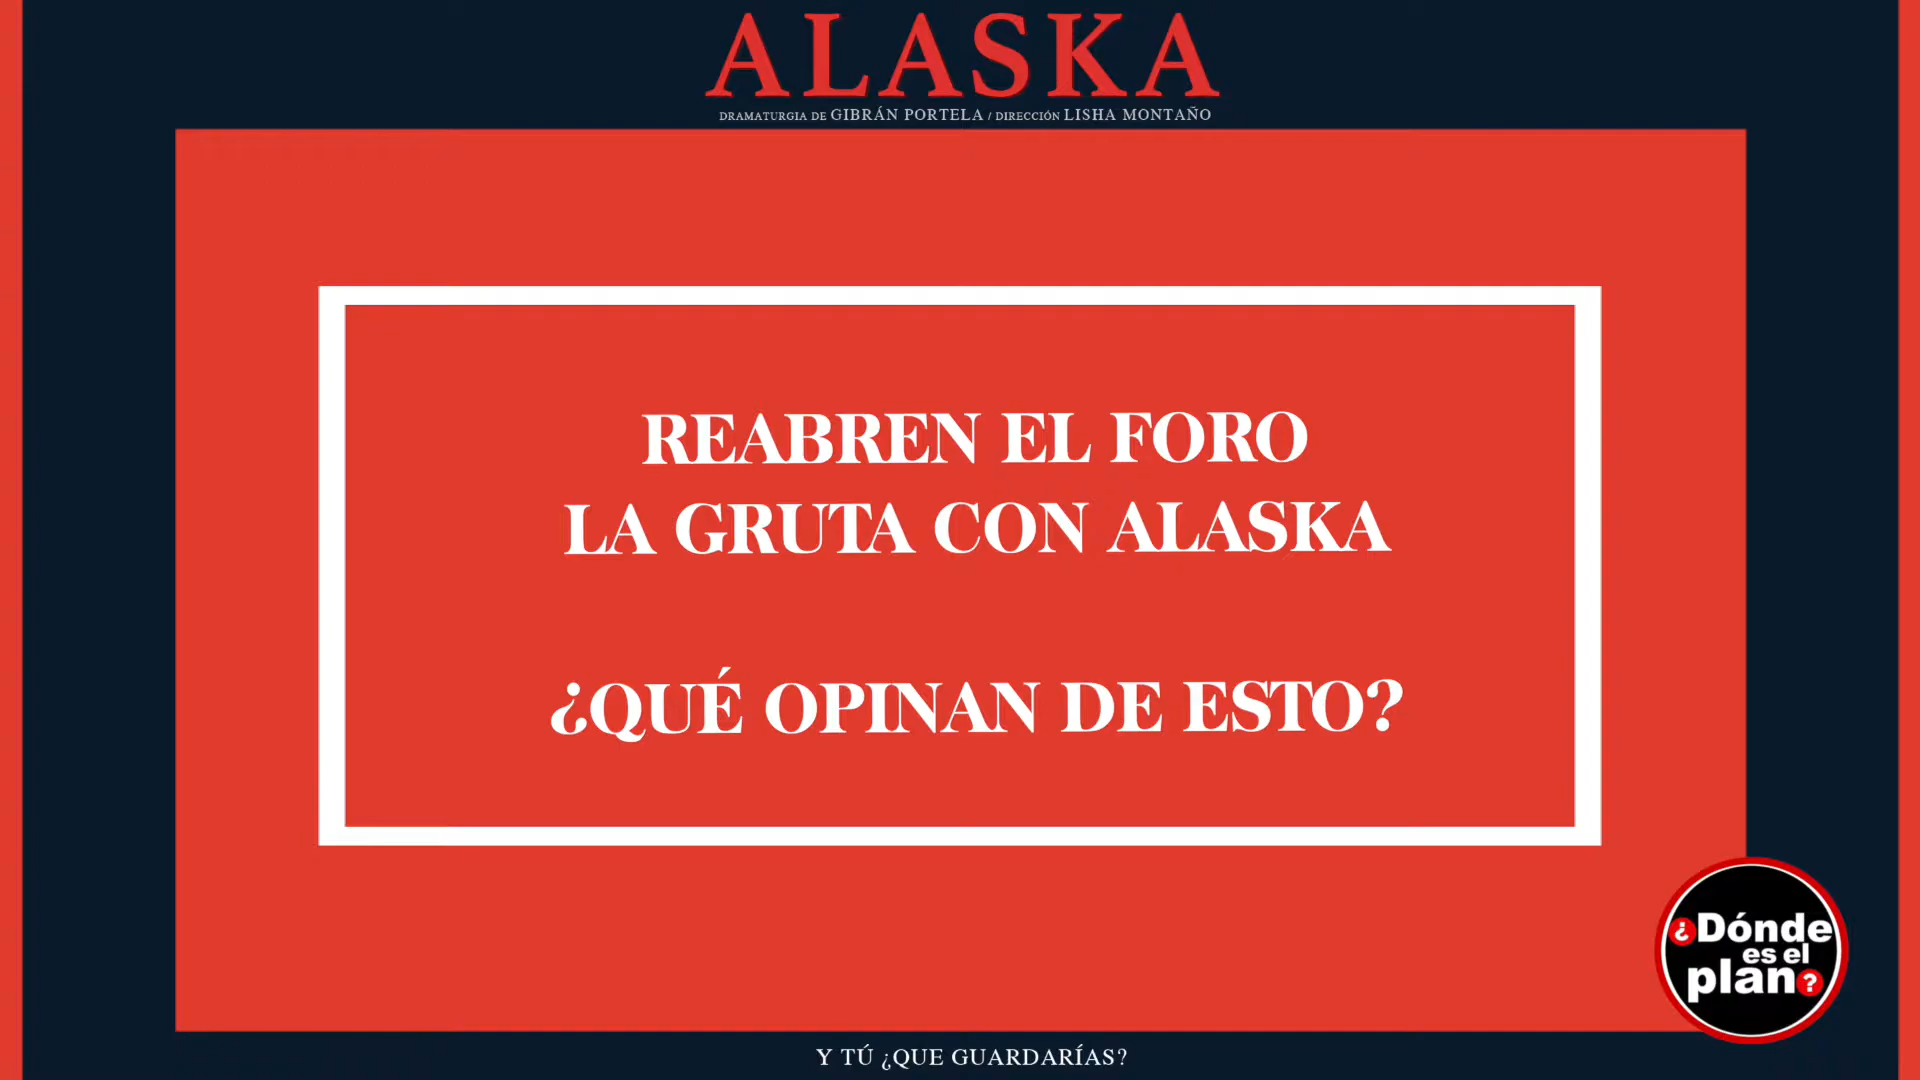 ALASKA
DRAMATURGIA DE GIBRÁN PORTELA / DIRECCIÓN LISHA MONTAÑO
REABREN EL FORO
LA GRUTA CON ALASKA
¿QUÉ OPINAN DE ESTO?
¿Dónde
es el
plan?
Y TÚ ¿QUE GUARDARÍAS?